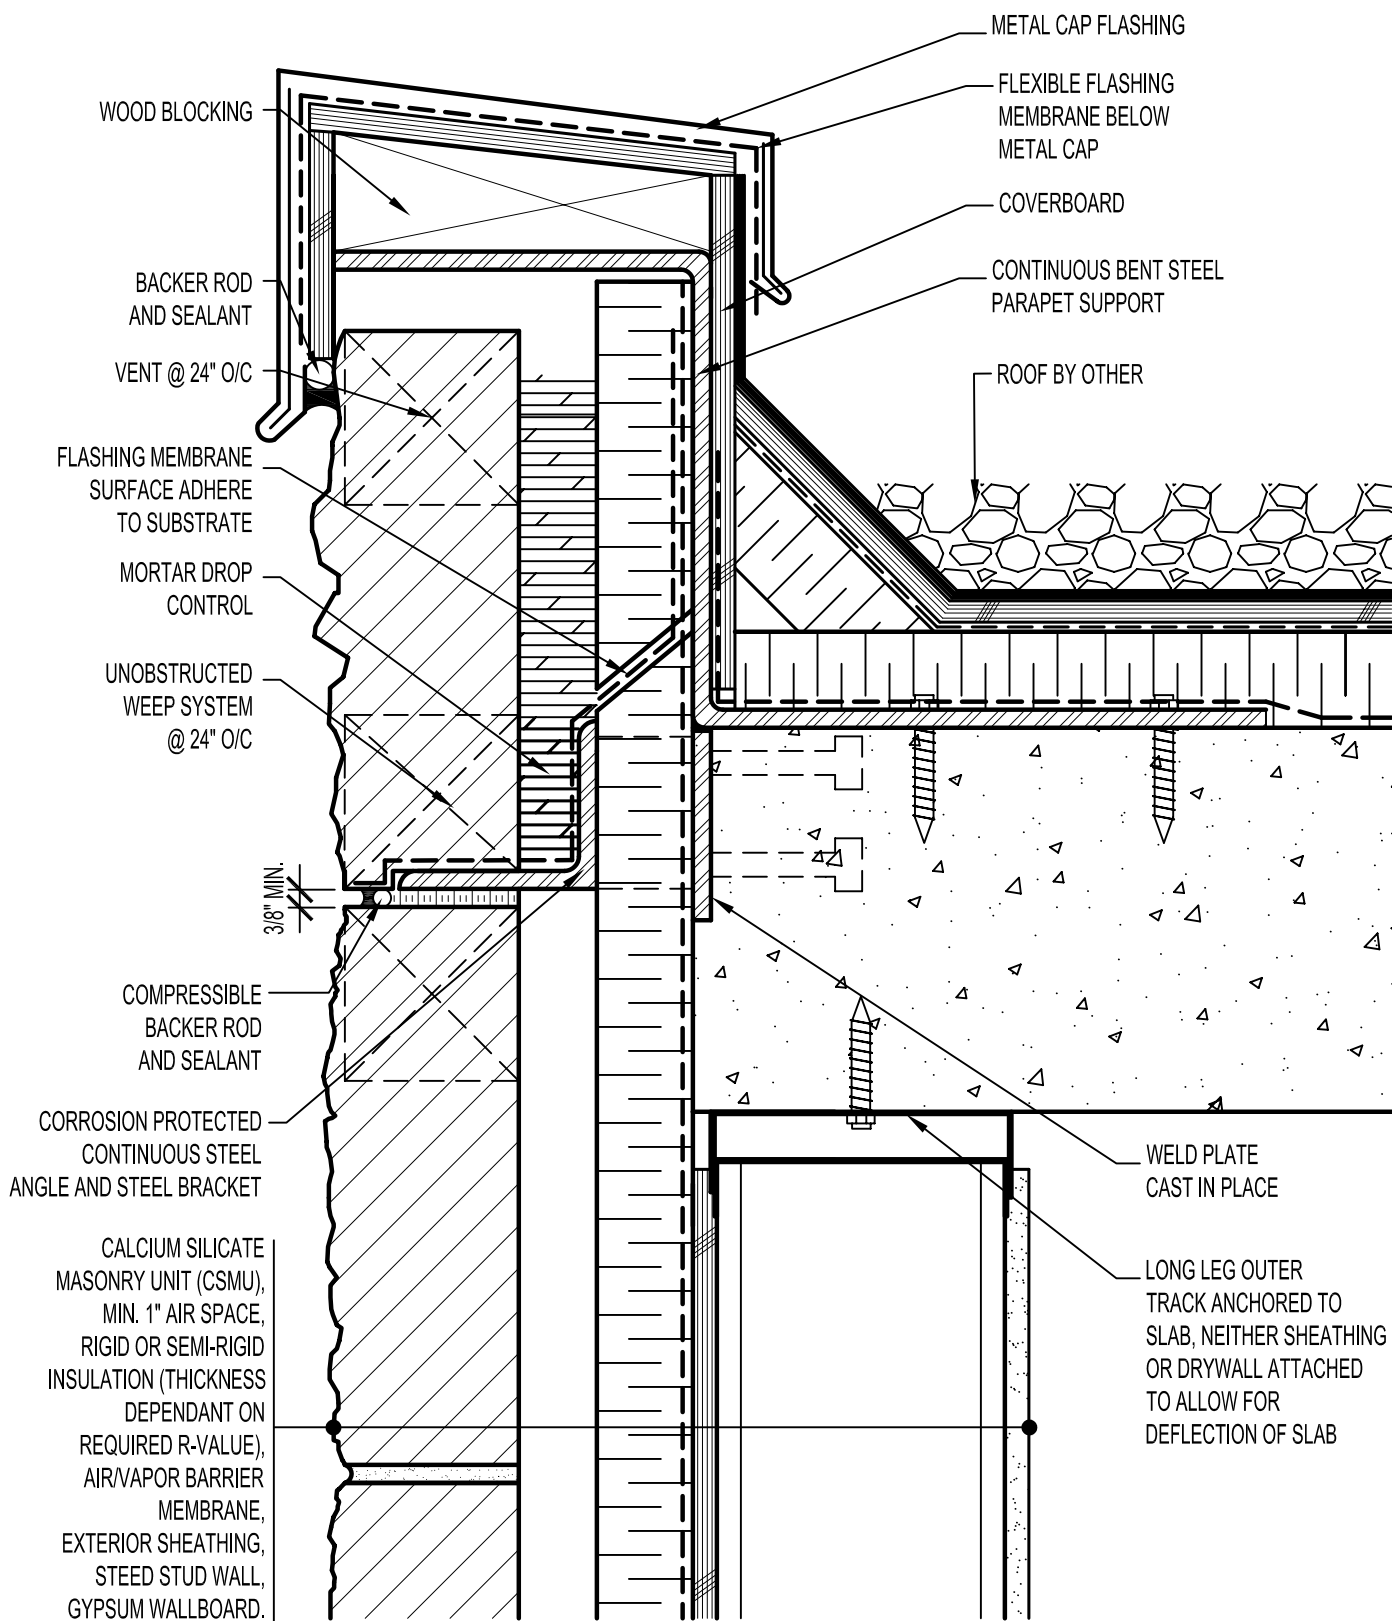 METAL CAP FLASHING
FLEXIBLE FLASHING
MEMBRANE BELOW
METAL CAP
COVERBOARD
CONTINUOUS BENT STEEL
PARAPET SUPPORT
ROOF BY OTHER
WOOD BLOCKING
BACKER ROD
AND SEALANT
VENT @ 24" O/C
FLASHING MEMBRANE
SURFACE ADHERE
TO SUBSTRATE
MORTAR DROP
CONTROL
UNOBSTRUCTED
WEEP SYSTEM
@ 24" O/C
3/8" MIN.
COMPRESSIBLE
BACKER ROD
AND SEALANT
CORROSION PROTECTED
CONTINUOUS STEEL
ANGLE AND STEEL BRACKET
CALCIUM SILICATE
MASONRY UNIT (CSMU),
MIN. 1" AIR SPACE,
RIGID OR SEMI-RIGID
INSULATION (THICKNESS
DEPENDANT ON
REQUIRED R-VALUE),
AIR/VAPOR BARRIER
MEMBRANE,
EXTERIOR SHEATHING,
STEED STUD WALL,
GYPSUM WALLBOARD.
WELD PLATE
CAST IN PLACE
LONG LEG OUTER
TRACK ANCHORED TO
SLAB, NEITHER SHEATHING
OR DRYWALL ATTACHED
TO ALLOW FOR
DEFLECTION OF SLAB